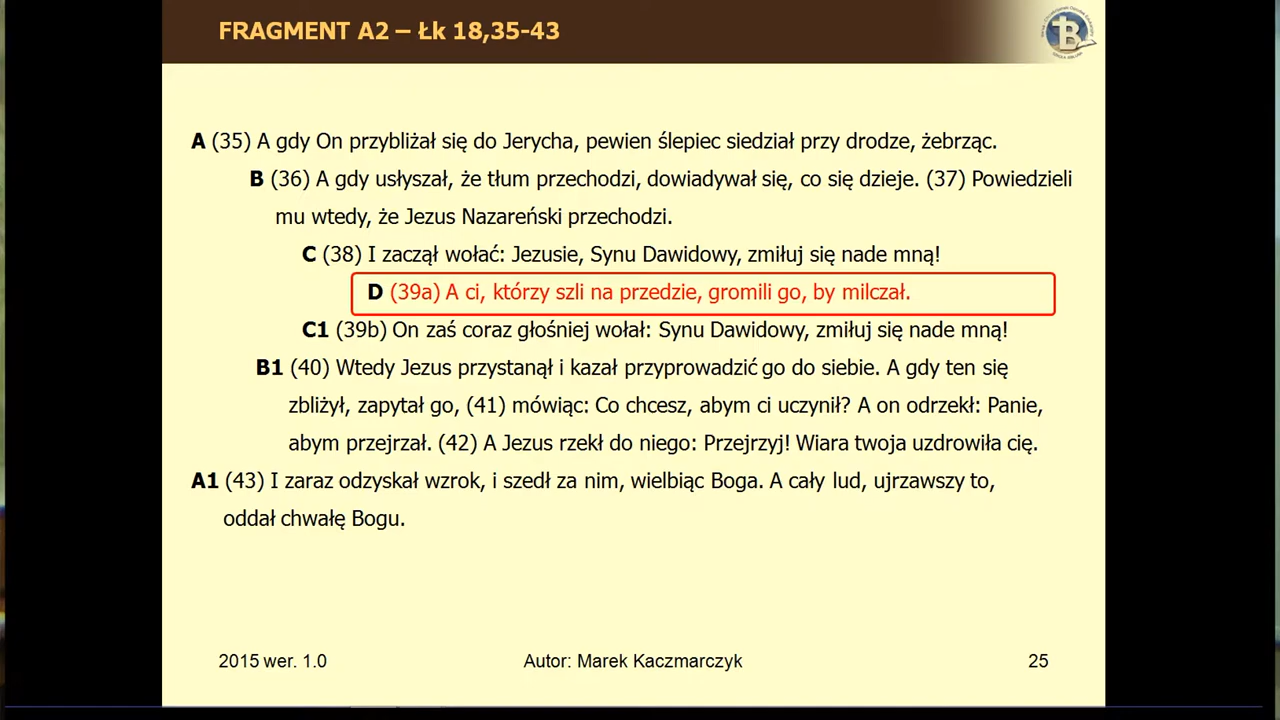 FRAGMENT A2 – Łk 18,35-43
A (35) A gdy On przybliżał się do Jerycha, pewien ślepiec siedział przy drodze, żebrząc.
B (36) A gdy usłyszał, że tłum przechodzi, dowiadywał się, co się dzieje. (37) Powiedzieli
mu wtedy, że Jezus Nazareński przechodzi.
C (38) I zaczął wołać: Jezusie, Synu Dawidowy, zmiłuj się nade mną!
D (39a) A ci, którzy szli na przedzie, gromili go, by milczał.
C1 (39b) On zaś coraz głośniej wołał: Synu Dawidowy, zmiłuj się nade mną!
B1 (40) Wtedy Jezus przystanął i kazał przyprowadzić go do siebie. A gdy ten się
zbliżył, zapytał go, (41) mówiąc: Co chcesz, abym ci uczynił? A on odrzekł: Panie,
abym przejrzał. (42) A Jezus rzekł do niego: Przejrzyj! Wiara twoja uzdrowiła cię.
A1 (43) I zaraz odzyskał wzrok, i szedł za nim, wielbiąc Boga. A cały lud, ujrzawszy to,
oddał chwałę Bogu.
2015 wer. 1.0
Autor: Marek Kaczmarczyk
25